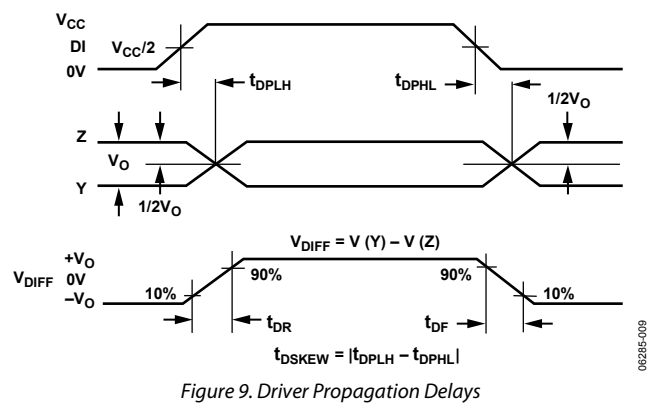 VCC
DI VCC/2
0V
tDPLH tDPHL
1/2VO
Z
VO
Y
1/2VO
VDIFF = V (Y) – V (Z)
+VO
VDIFF 0V
–VO
90% 90%
10% 10%
tDR tDF
tDSKEW = |tDPLH – tDPHL|
06285-009
Figure 9. Driver Propagation Delays